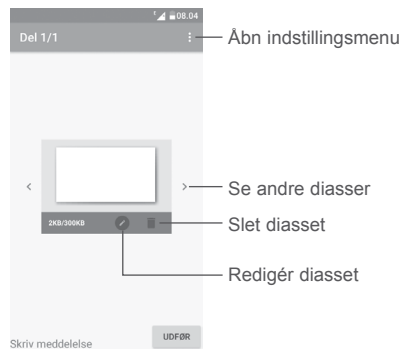 08.04
Del 1/1
Åbn indstillingsmenu
Se andre diasser
2KB/300KB
Slet diasset
Redigér diasset
UDFØR
Skriv meddelelse